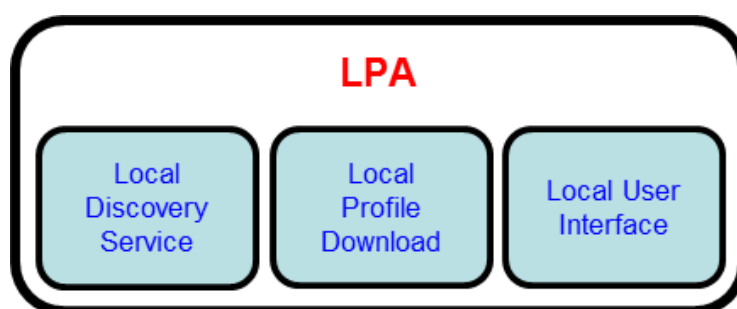 LPA
Local
Discovery
Service
Local
Profile
Download
Local User
Interface